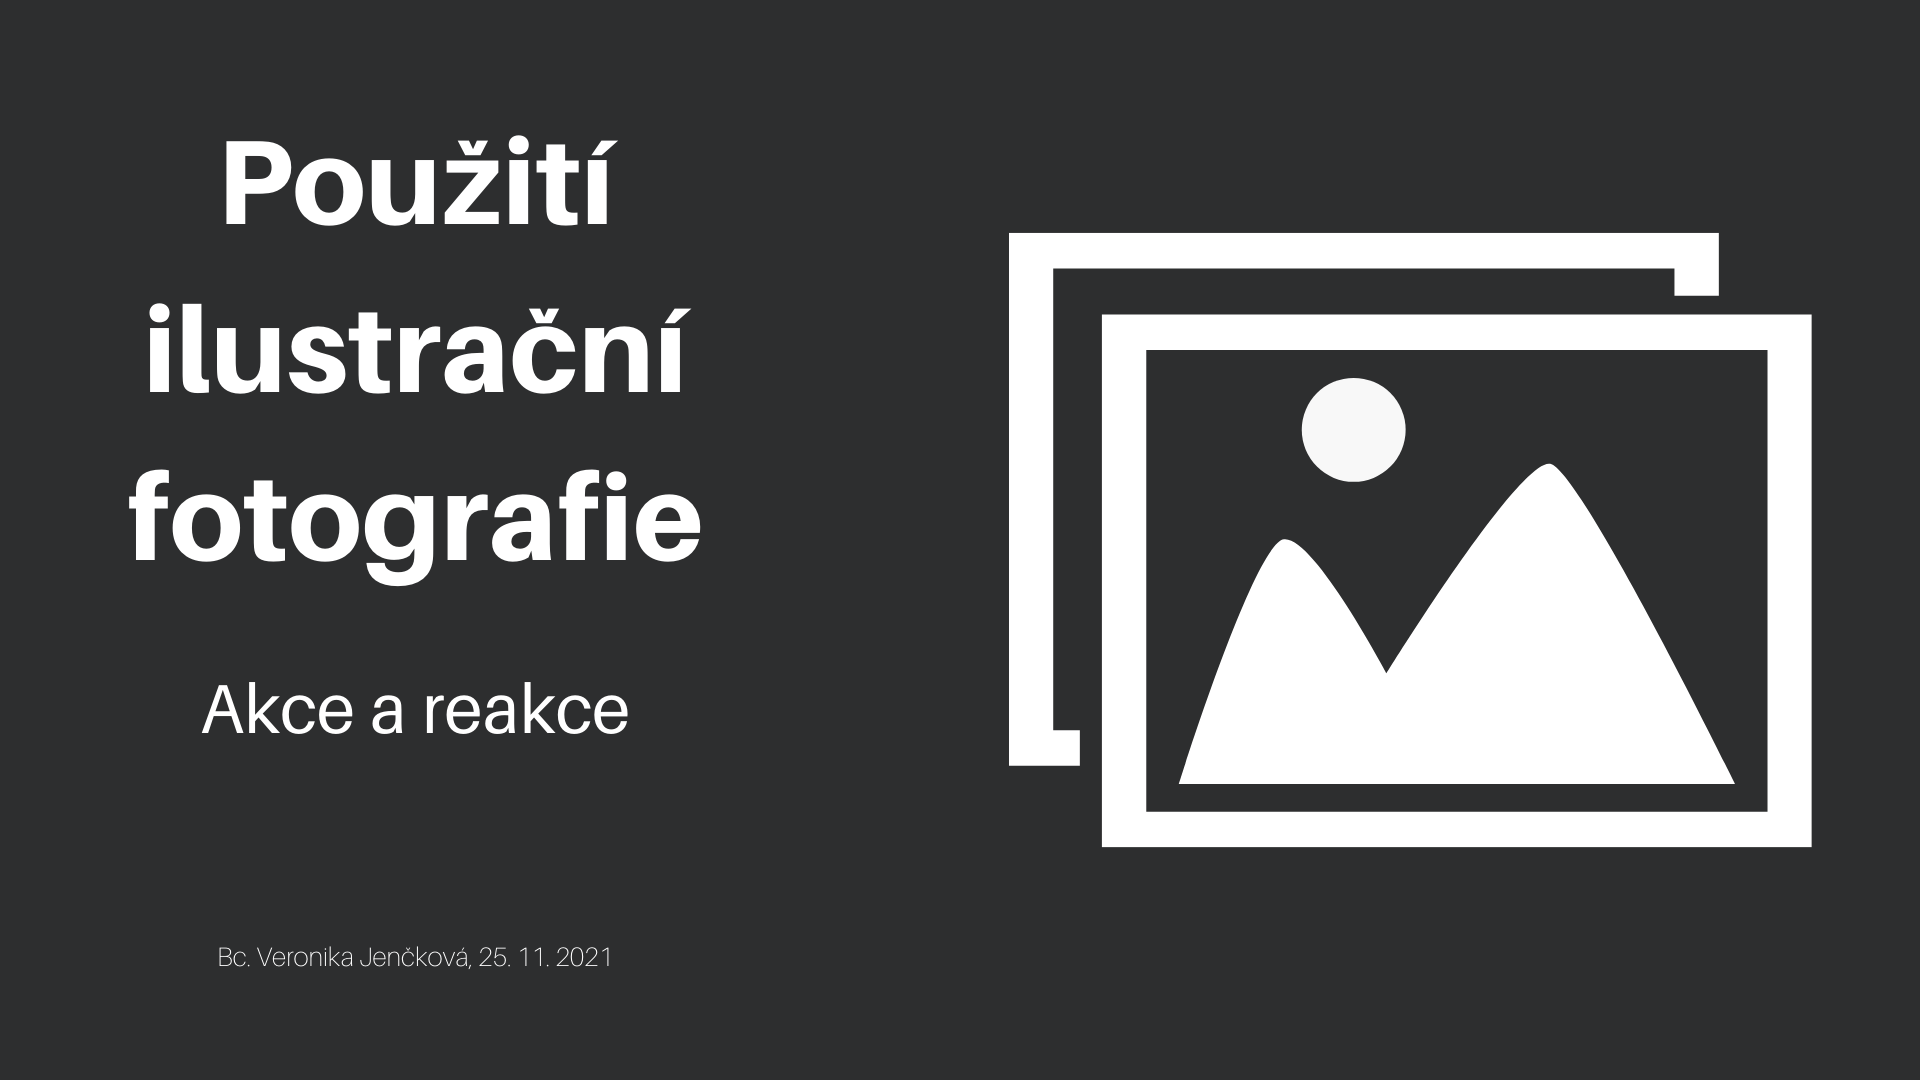 Použití
ilustrační
fotografie
Akce a reakce
Bc. Veronika Jenčková, 25. 11. 2021